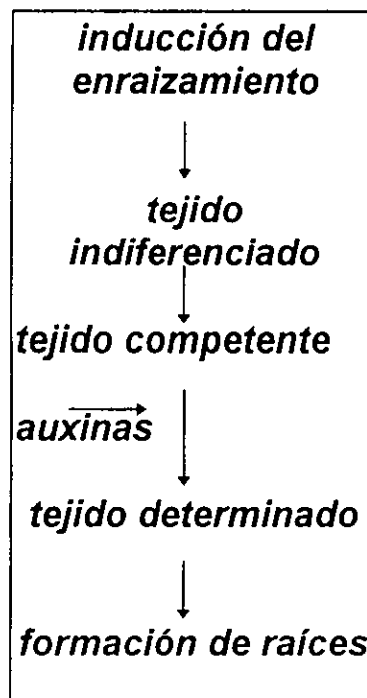 inducción del
enraizamiento
tejido
indiferenciado
tejido competente
auxinas
tejido determinado
formación de raíces